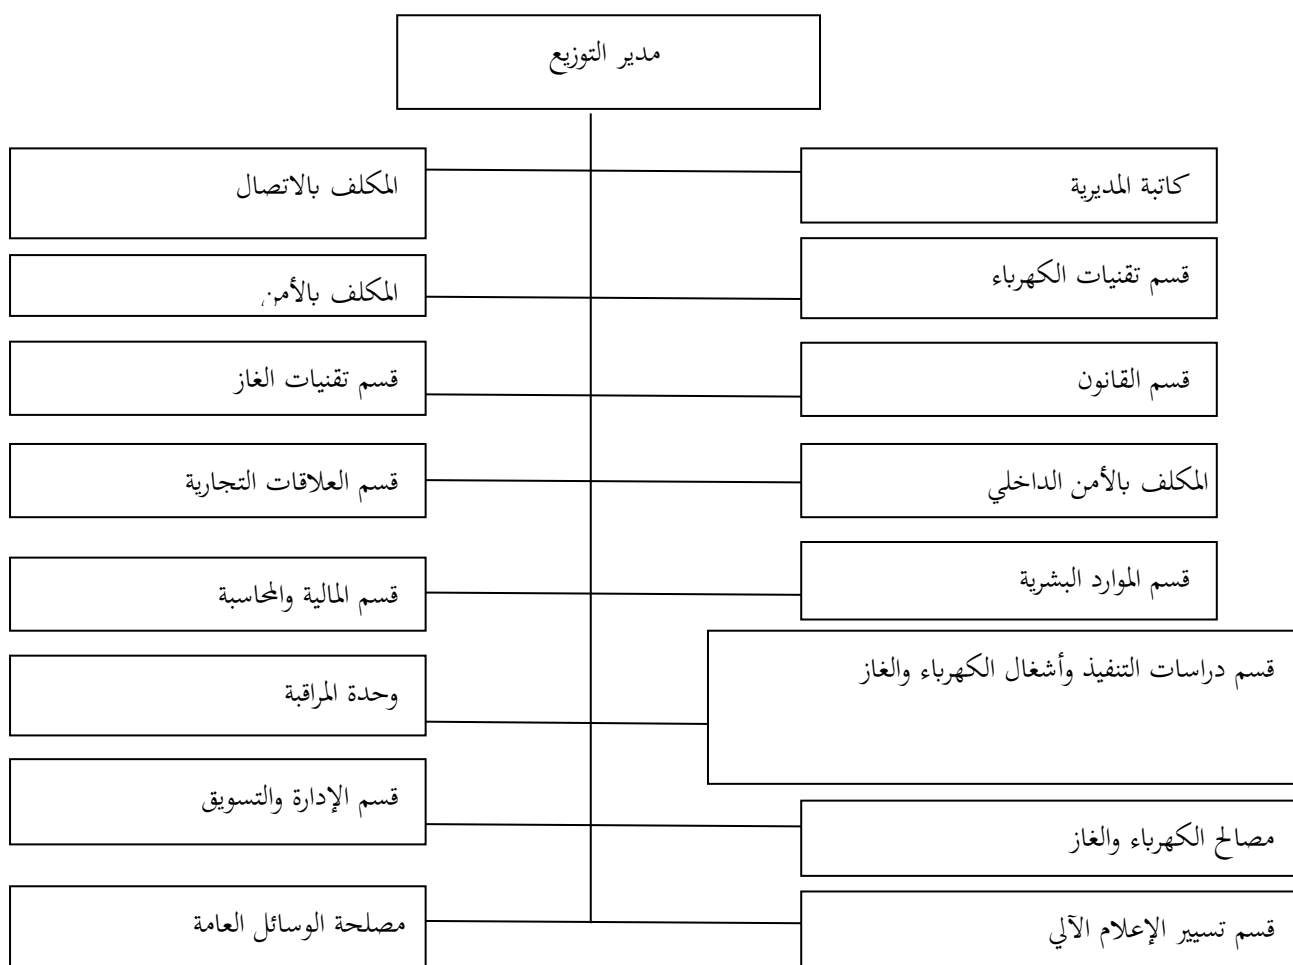 مدير التوزيع
كاتبة المديرية
المكلف بالاتصال
قسم تقنيات الكهرباء
المكلف بالأمن
قسم القانون
قسم تقنيات الغاز
المكلف بالأمن الداخلي
قسم العلاقات التجارية
قسم الموارد البشرية
قسم المالية والمحاسبة
قسم دراسات التنفيذ وأشغال الكهرباء والغاز
وحدة المراقبة
مصالح الكهرباء والغاز
قسم الإدارة والتسويق
قسم تسيير الإعلام الآلي
مصلحة الوسائل العامة